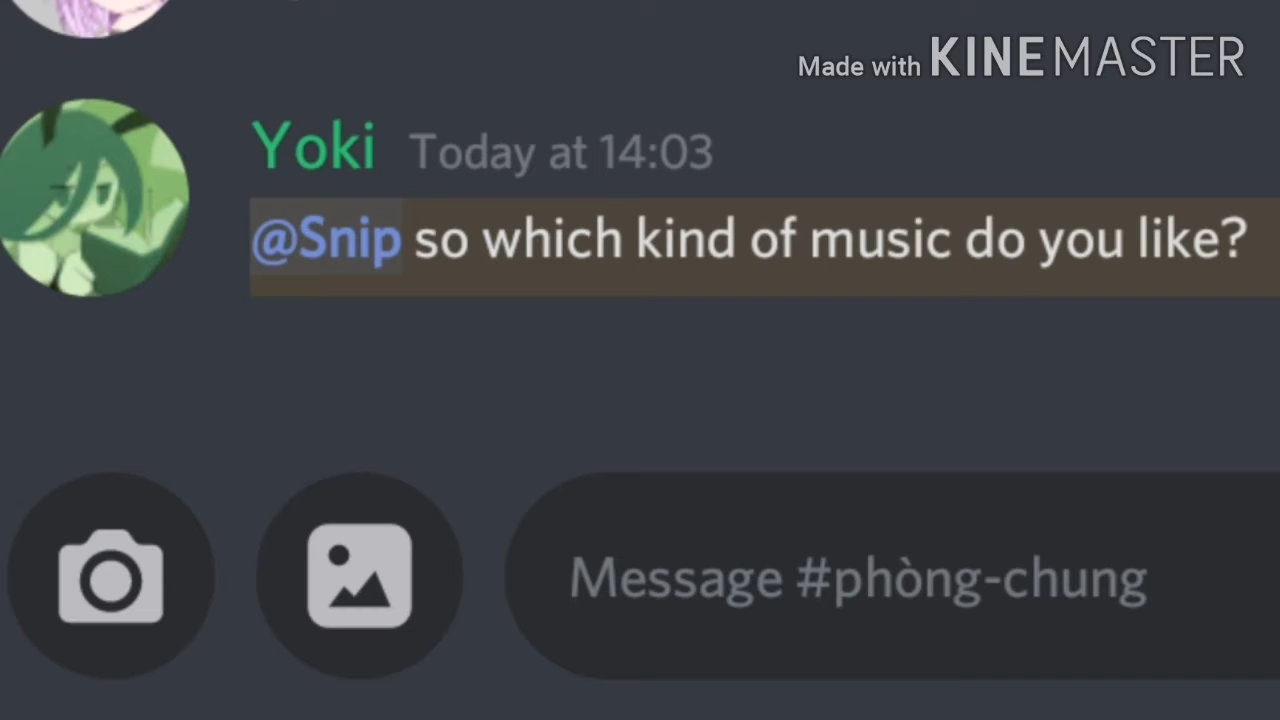 Made with KINEMASTER
Yoki Today at 14:03
@Snip so which kind of music do you like?
Message #phòng-chung